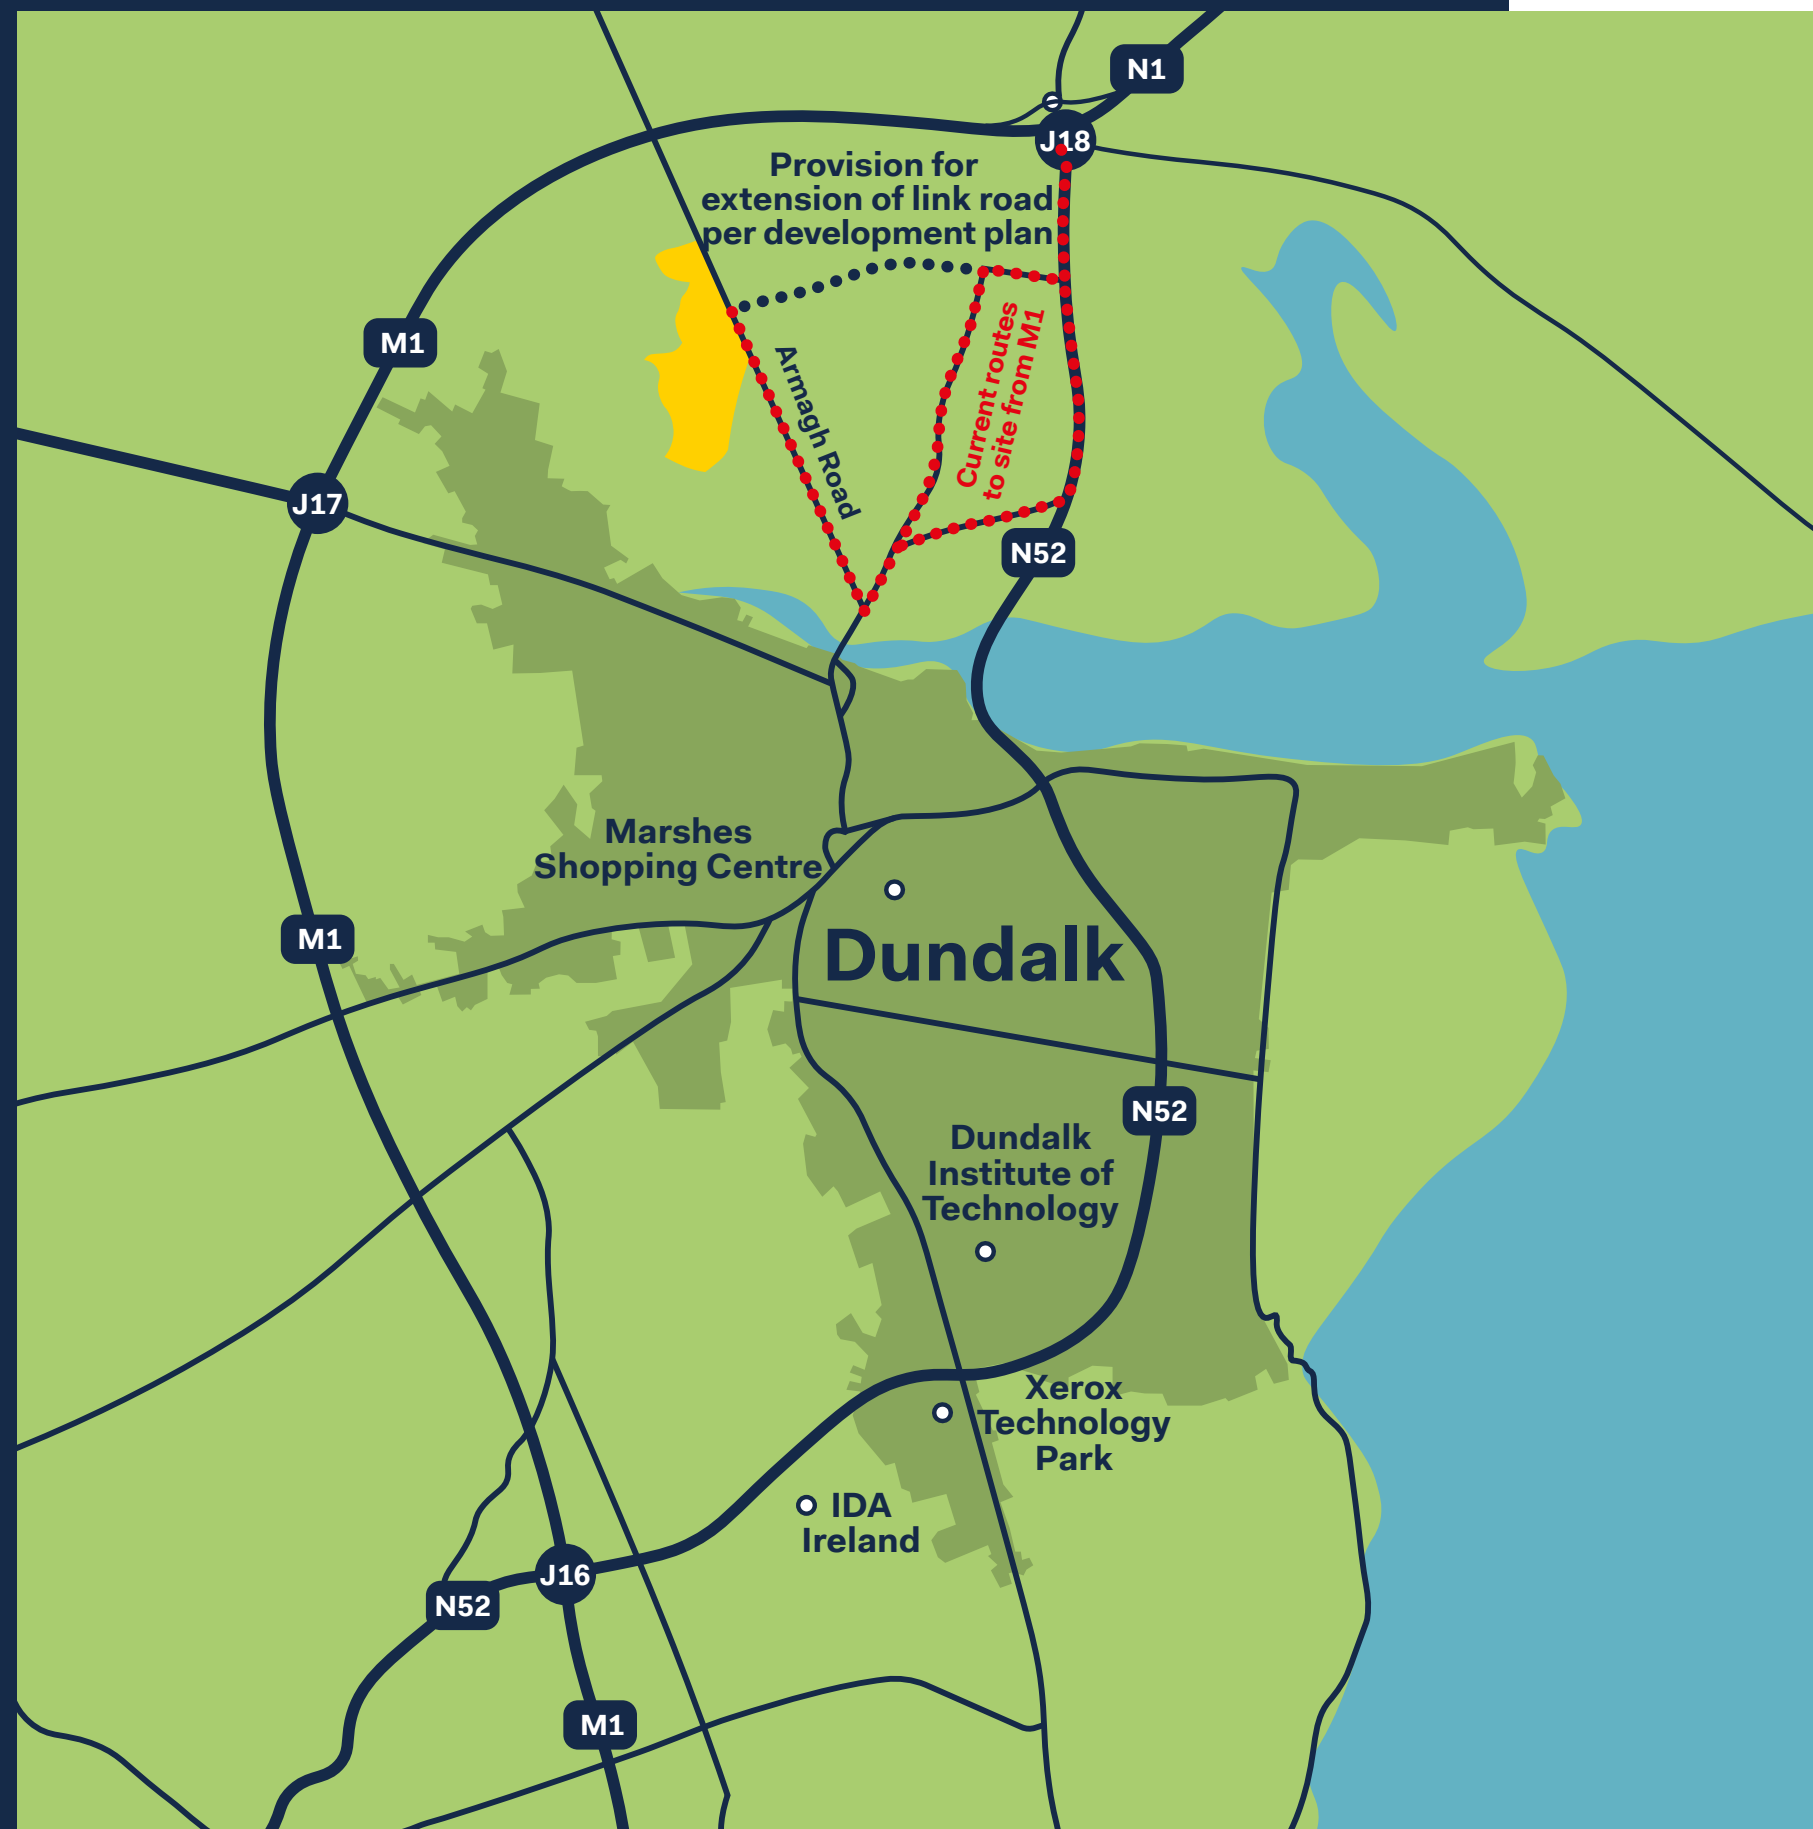 N1
J18
Provision for
extension of link road
per development plan
M1
Armagh Road
Current routes
to site from M1
J17
N52
Marshes
Shopping Centre
M1
Dundalk
N52
Dundalk
Institute of
Technology
Xerox
Technology
Park
IDA
Ireland
J16
N52
M1